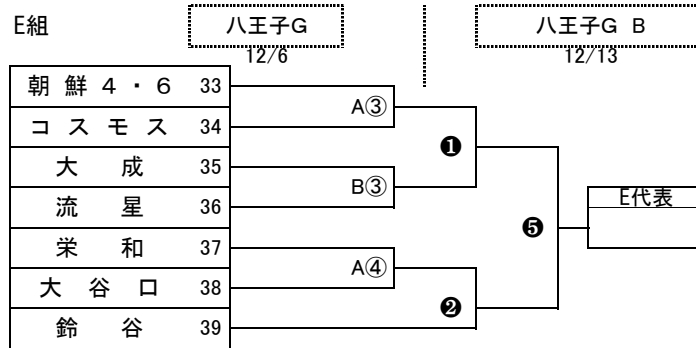 E組 八王子G 八王子G B
12/6 12/13
朝 鮮 ４ ・ ６ 33
A③
コ ス モ ス 34
❶
大 成 35
B③ E代表
流 星 36
❺
栄 和 37
A④
大 谷 口 38
❷
鈴 谷 39